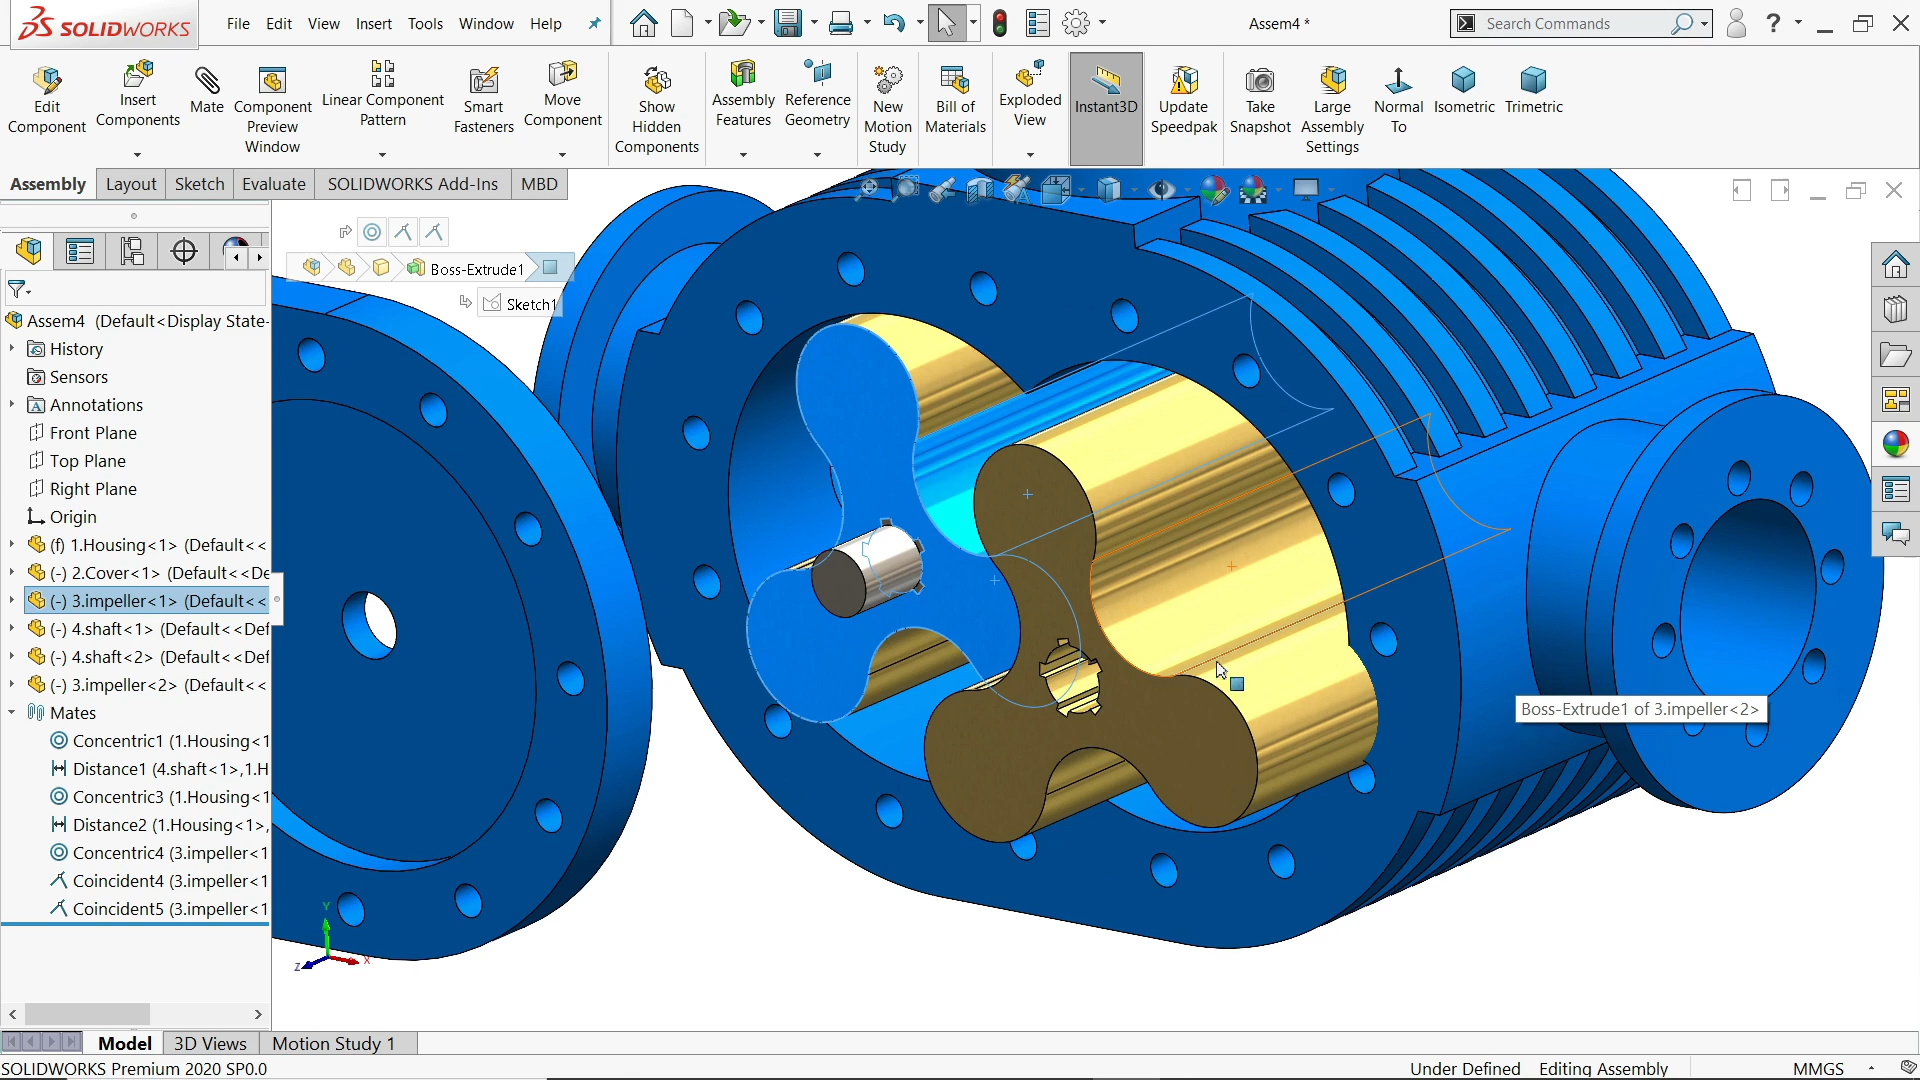 SOLIDWORKS
File Edit View Insert Tools Window Help
Assem4 *
Search Commands
Edit Component
Insert Components
Mate
Component Preview Window
Linear Component Pattern
Smart Fasteners
Move Component
Show Hidden Components
Assembly Features
Reference Geometry
New Motion Study
Bill of Materials
Exploded View
Instant3D
Update Speedpak
Take Snapshot
Large Assembly Settings
Normal To
Isometric
Trimetric
Assembly Layout Sketch Evaluate SOLIDWORKS Add-Ins MBD
Boss-Extrude1
Sketch1
Assem4 (Default<Display State-
History
Sensors
Annotations
Front Plane
Top Plane
Right Plane
Origin
(f) 1.Housing<1> (Default<<
(-) 2.Cover<1> (Default<<De
(-) 3.impeller<1> (Default<<
(-) 4.shaft<1> (Default<<Def
(-) 4.shaft<2> (Default<<Def
(-) 3.impeller<2> (Default<<
Mates
Concentric1 (1.Housing<1
Distance1 (4.shaft<1>,1.H
Concentric3 (1.Housing<1
Distance2 (1.Housing<1>,
Concentric4 (3.impeller<1
Coincident4 (3.impeller<1
Coincident5 (3.impeller<1
Boss-Extrude1 of 3.impeller<2>
Y
Z X
Model 3D Views Motion Study 1
SOLIDWORKS Premium 2020 SP0.0
Under Defined Editing Assembly MMGS